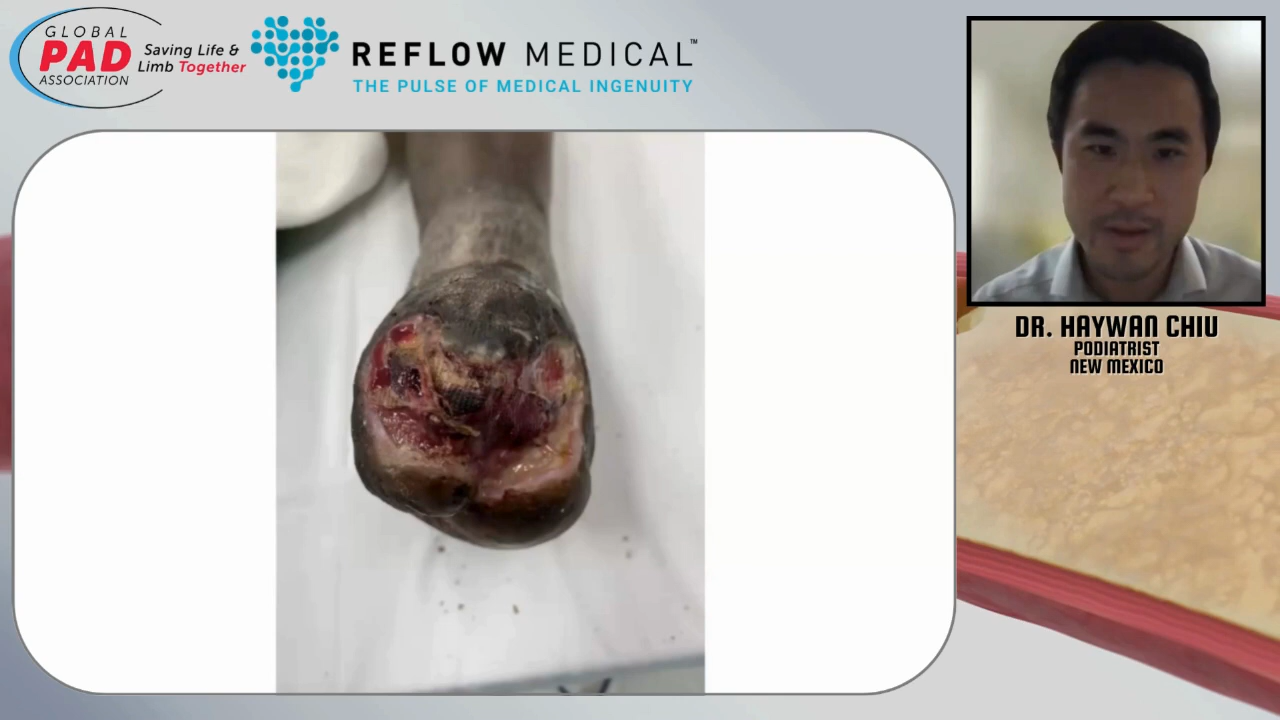 GLOBAL
PAD
ASSOCIATION
Saving Life &
Limb Together
REFLOW MEDICAL™
THE PULSE OF MEDICAL INGENUITY
DR. HAYWAN CHIU
PODIATRIST
NEW MEXICO